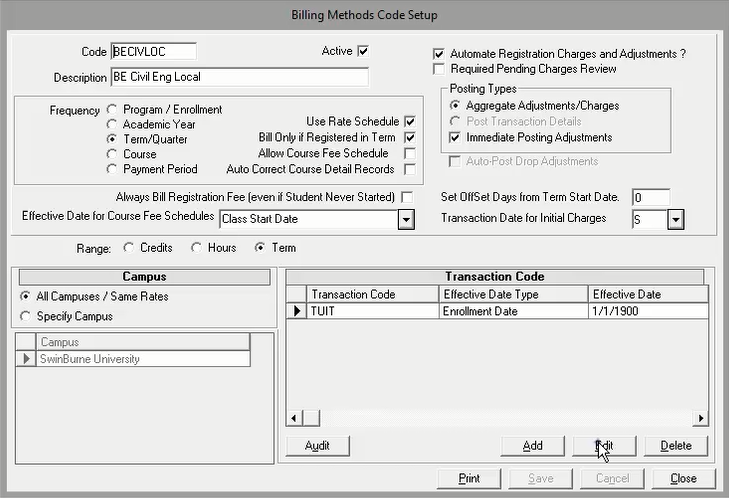 Billing Methods Code Setup
Code BECIVLOC Active
Description BE Civil Eng Local
Automate Registration Charges and Adjustments ?
Required Pending Charges Review
Frequency
Program / Enrollment
Academic Year
Term/Quarter
Course
Payment Period
Use Rate Schedule
Bill Only if Registered in Term
Allow Course Fee Schedule
Auto Correct Course Detail Records
Posting Types
Aggregate Adjustments/Charges
Post Transaction Details
Immediate Posting Adjustments
Auto-Post Drop Adjustments
Always Bill Registration Fee (even if Student Never Started)
Set OffSet Days from Term Start Date. 0
Effective Date for Course Fee Schedules Class Start Date
Transaction Date for Initial Charges S
Range: Credits Hours Term
Campus
All Campuses / Same Rates
Specify Campus
Campus
SwinBurne University
Transaction Code
Transaction Code Effective Date Type Effective Date
TUIT Enrollment Date 1/1/1900
Audit Add Edit Delete
Print Save Cancel Close